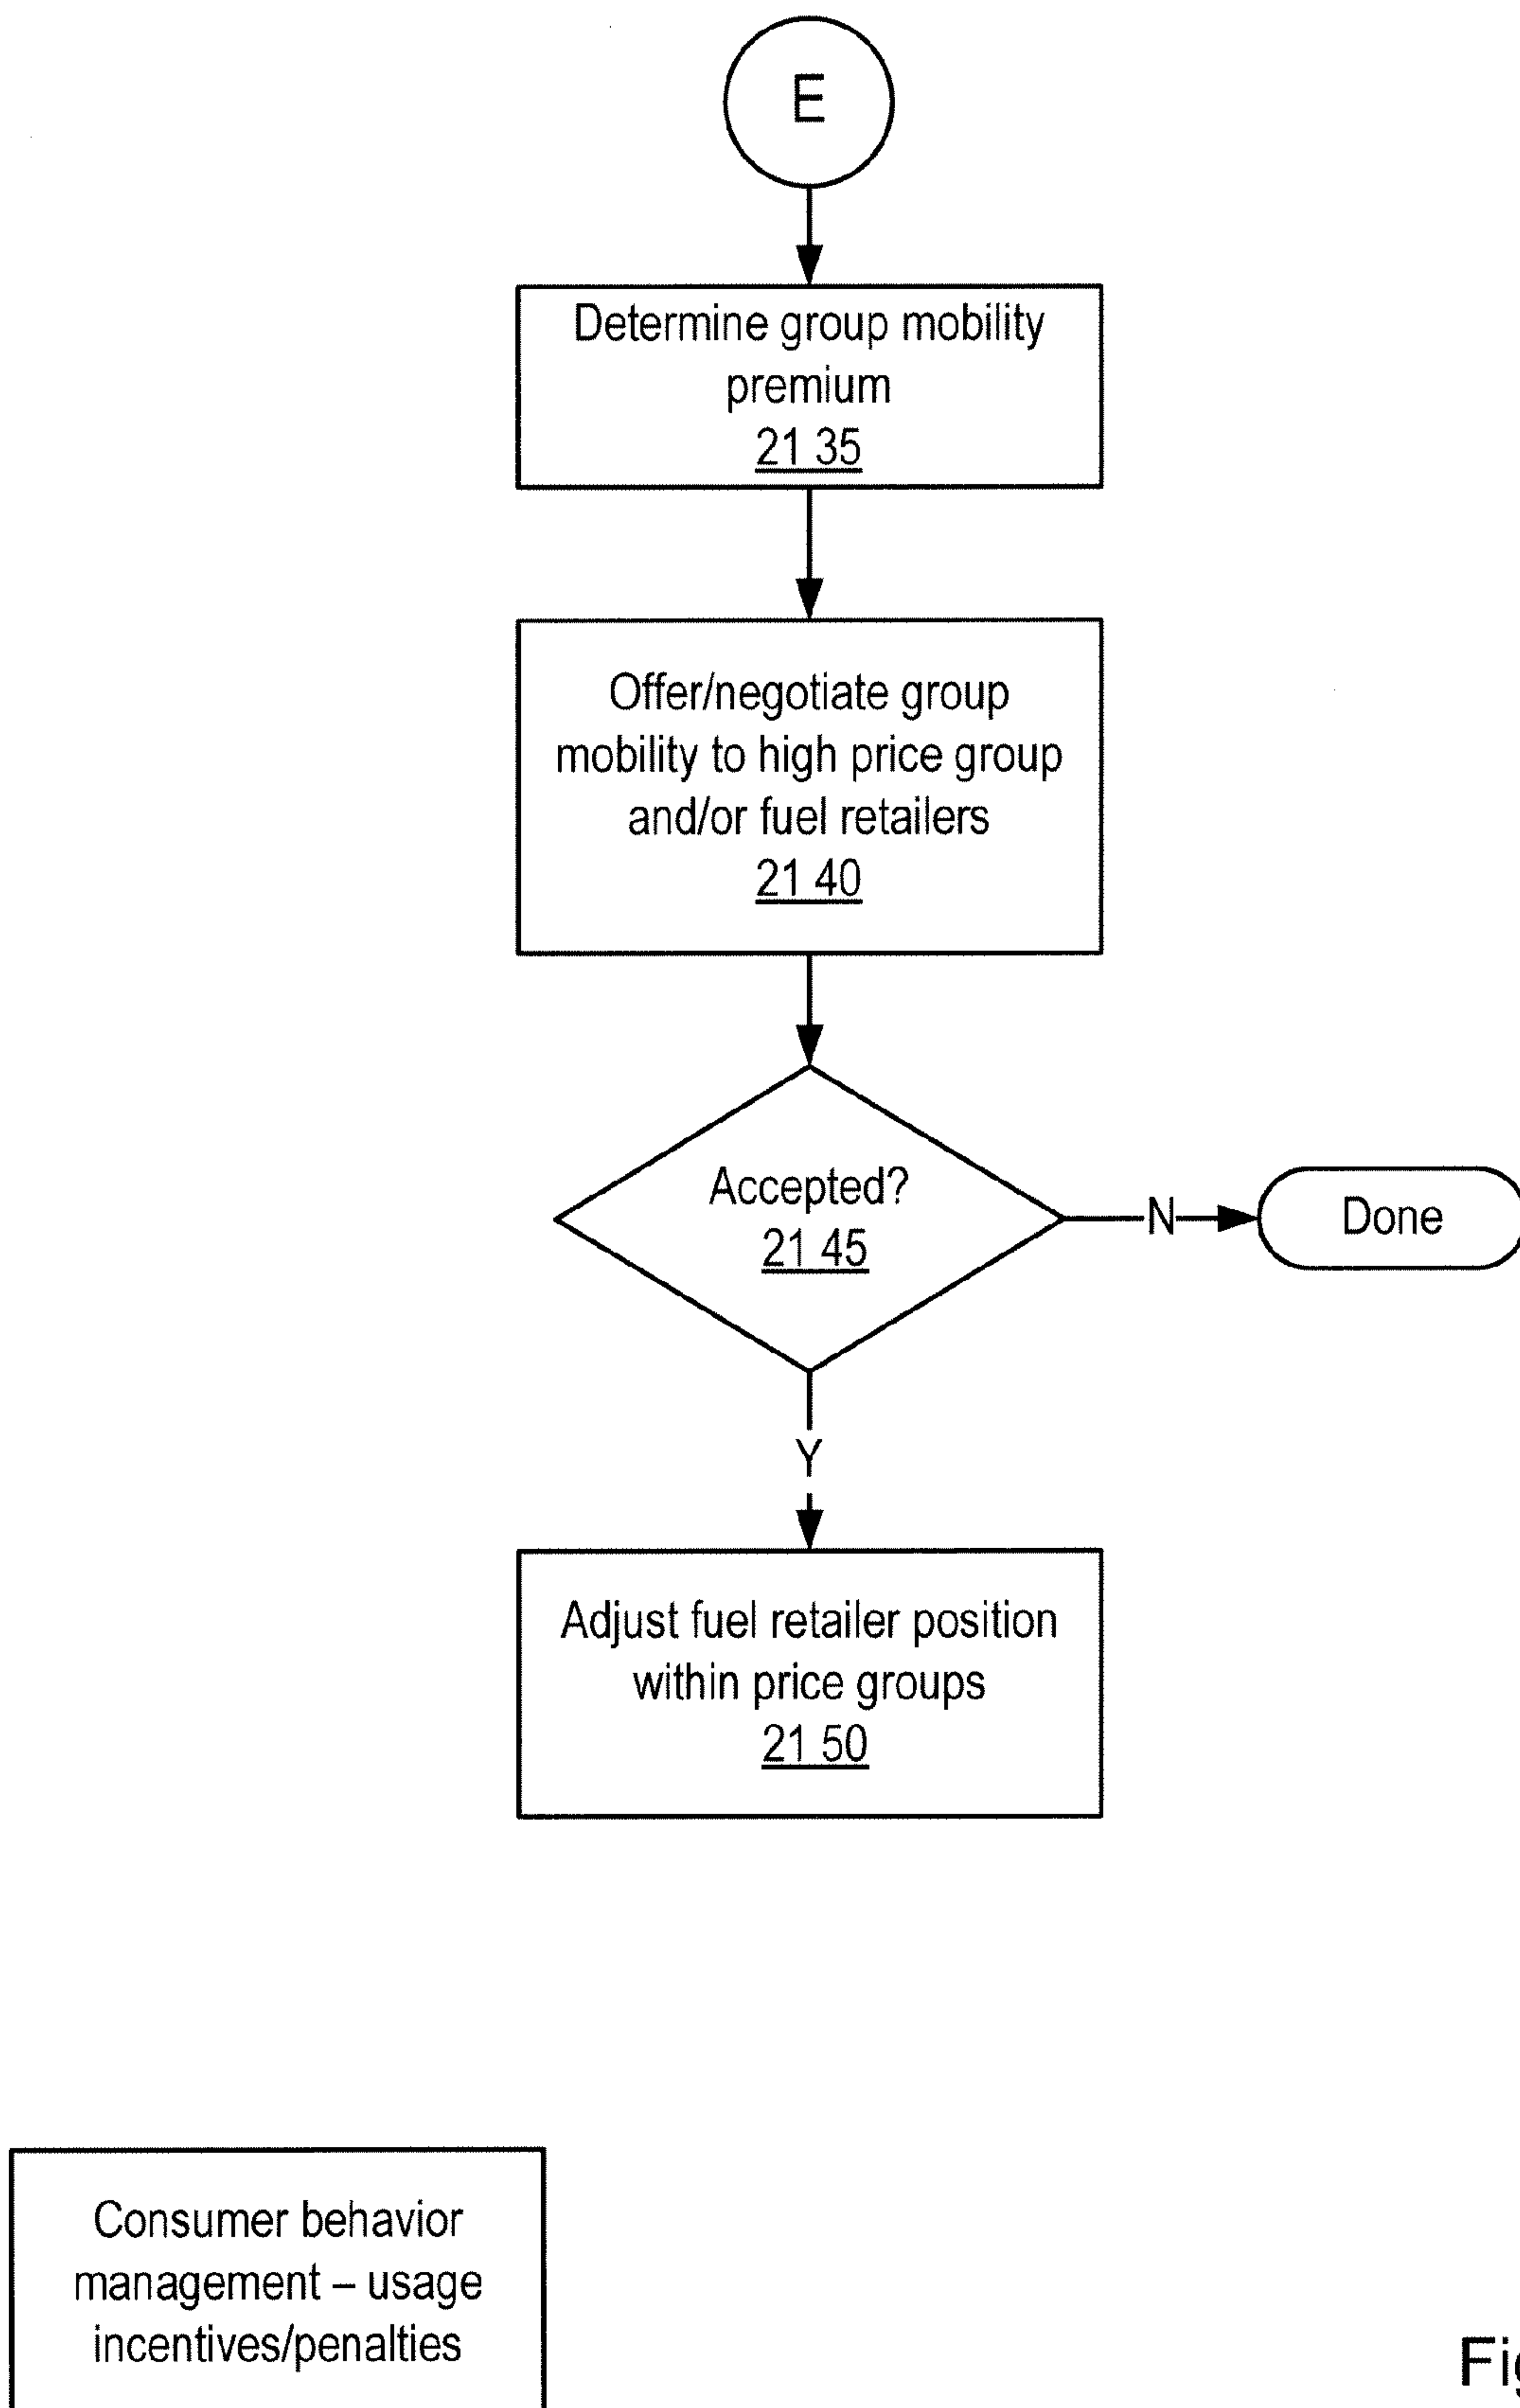 E
Determine group mobility
premium
21 35
Offer/negotiate group
mobility to high price group
and/or fuel retailers
21 40
Accepted?
21 45
N
Done
Y
Adjust fuel retailer position
within price groups
21 50
Consumer behavior
management – usage
incentives/penalties